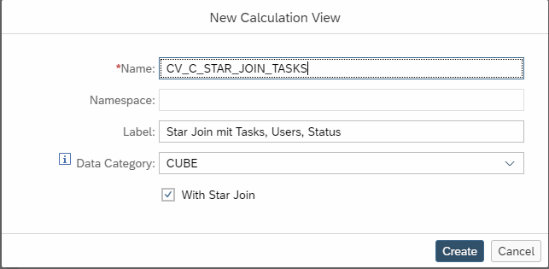 New Calculation View
*Name: CV_C_STAR_JOIN_TASKS
Namespace:
Label: Star Join mit Tasks, Users, Status
i Data Category: CUBE
With Star Join
Create Cancel